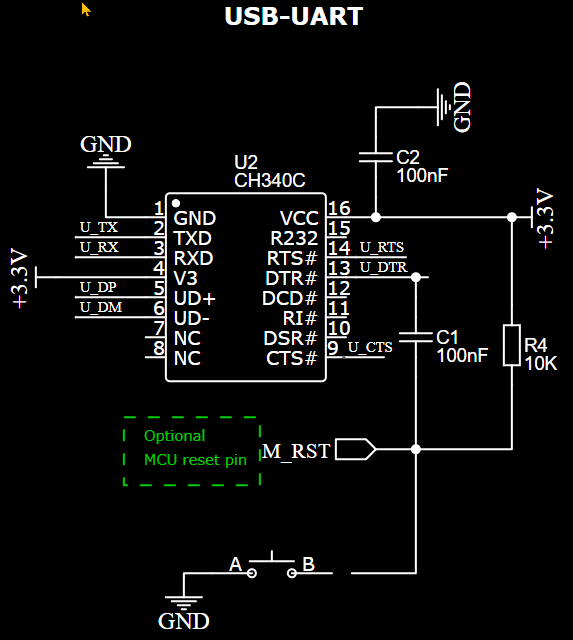 USB-UART
GND
C2
100nF
GND
U2
CH340C
1 GND VCC 16
U_TX 2 TXD R232 15
U_RX 3 RXD RTS# 14 U_RTS
+3.3V 4 V3 DTR# 13 U_DTR
U_DP 5 UD+ DCD# 12
U_DM 6 UD- RI# 11
7 NC DSR# 10
8 NC CTS# 9 U_CTS
+3.3V
C1
100nF
R4
10K
Optional
MCU reset pin
M_RST
A B
GND